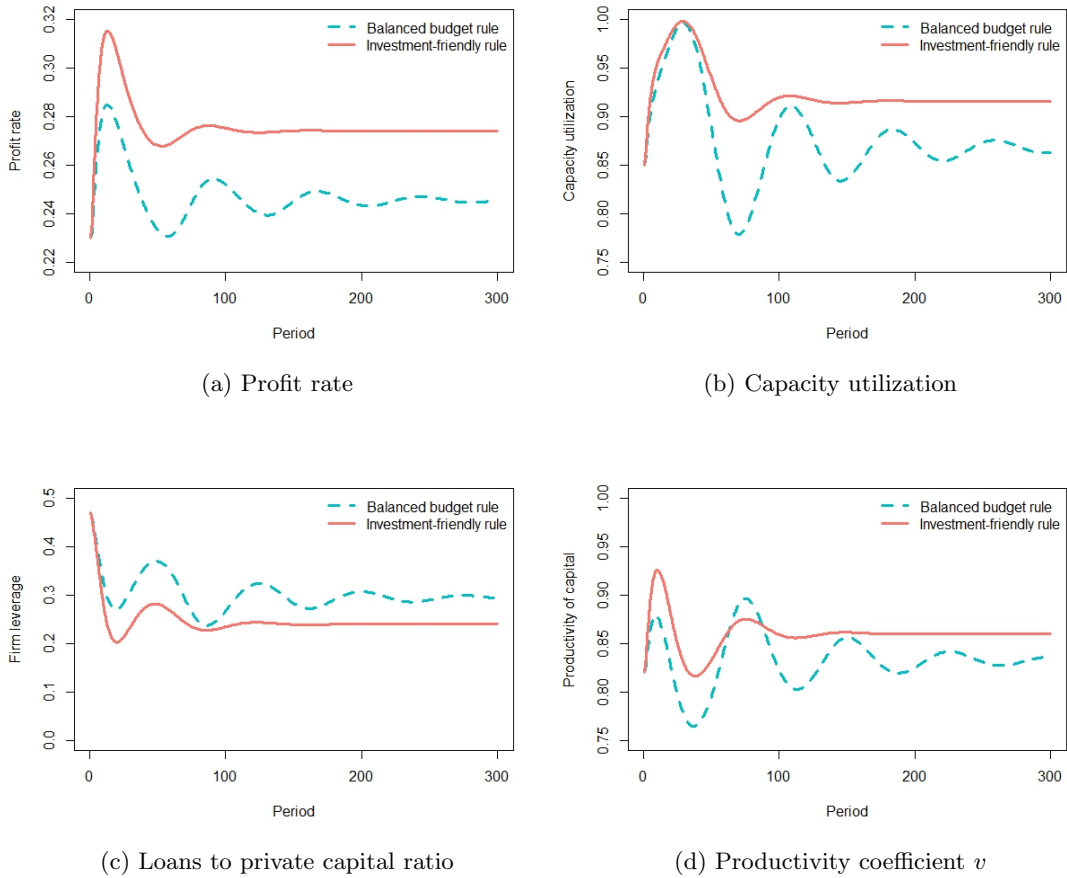 Profit rate
0.22 0.24 0.26 0.28 0.30 0.32
Balanced budget rule
Investment-friendly rule
0 100 200 300
Period
(a) Profit rate
Capacity utilization
0.75 0.80 0.85 0.90 0.95 1.00
Balanced budget rule
Investment-friendly rule
0 100 200 300
Period
(b) Capacity utilization
Firm leverage
0.0 0.1 0.2 0.3 0.4 0.5
Balanced budget rule
Investment-friendly rule
0 100 200 300
Period
(c) Loans to private capital ratio
Productivity of capital
0.75 0.80 0.85 0.90 0.95 1.00
Balanced budget rule
Investment-friendly rule
0 100 200 300
Period
(d) Productivity coefficient v